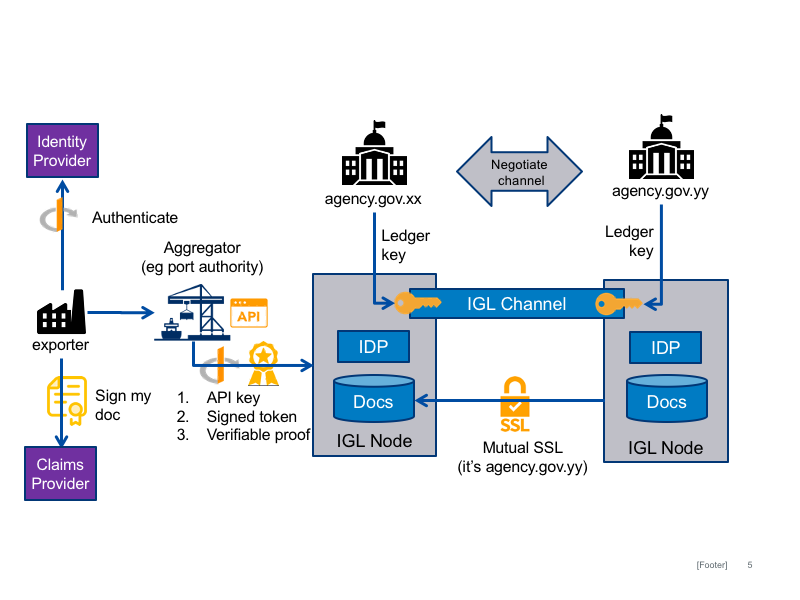 Identity
Provider
Authenticate
Aggregator
(eg port authority)
API
exporter
Sign my
doc
1. API key
2. Signed token
3. Verifiable proof
Claims
Provider
agency.gov.xx
Negotiate
channel
agency.gov.yy
Ledger
key
Ledger
key
IGL Channel
IDP
Docs
IGL Node
SSL
Mutual SSL
(it’s agency.gov.yy)
IDP
Docs
IGL Node
[Footer]
5